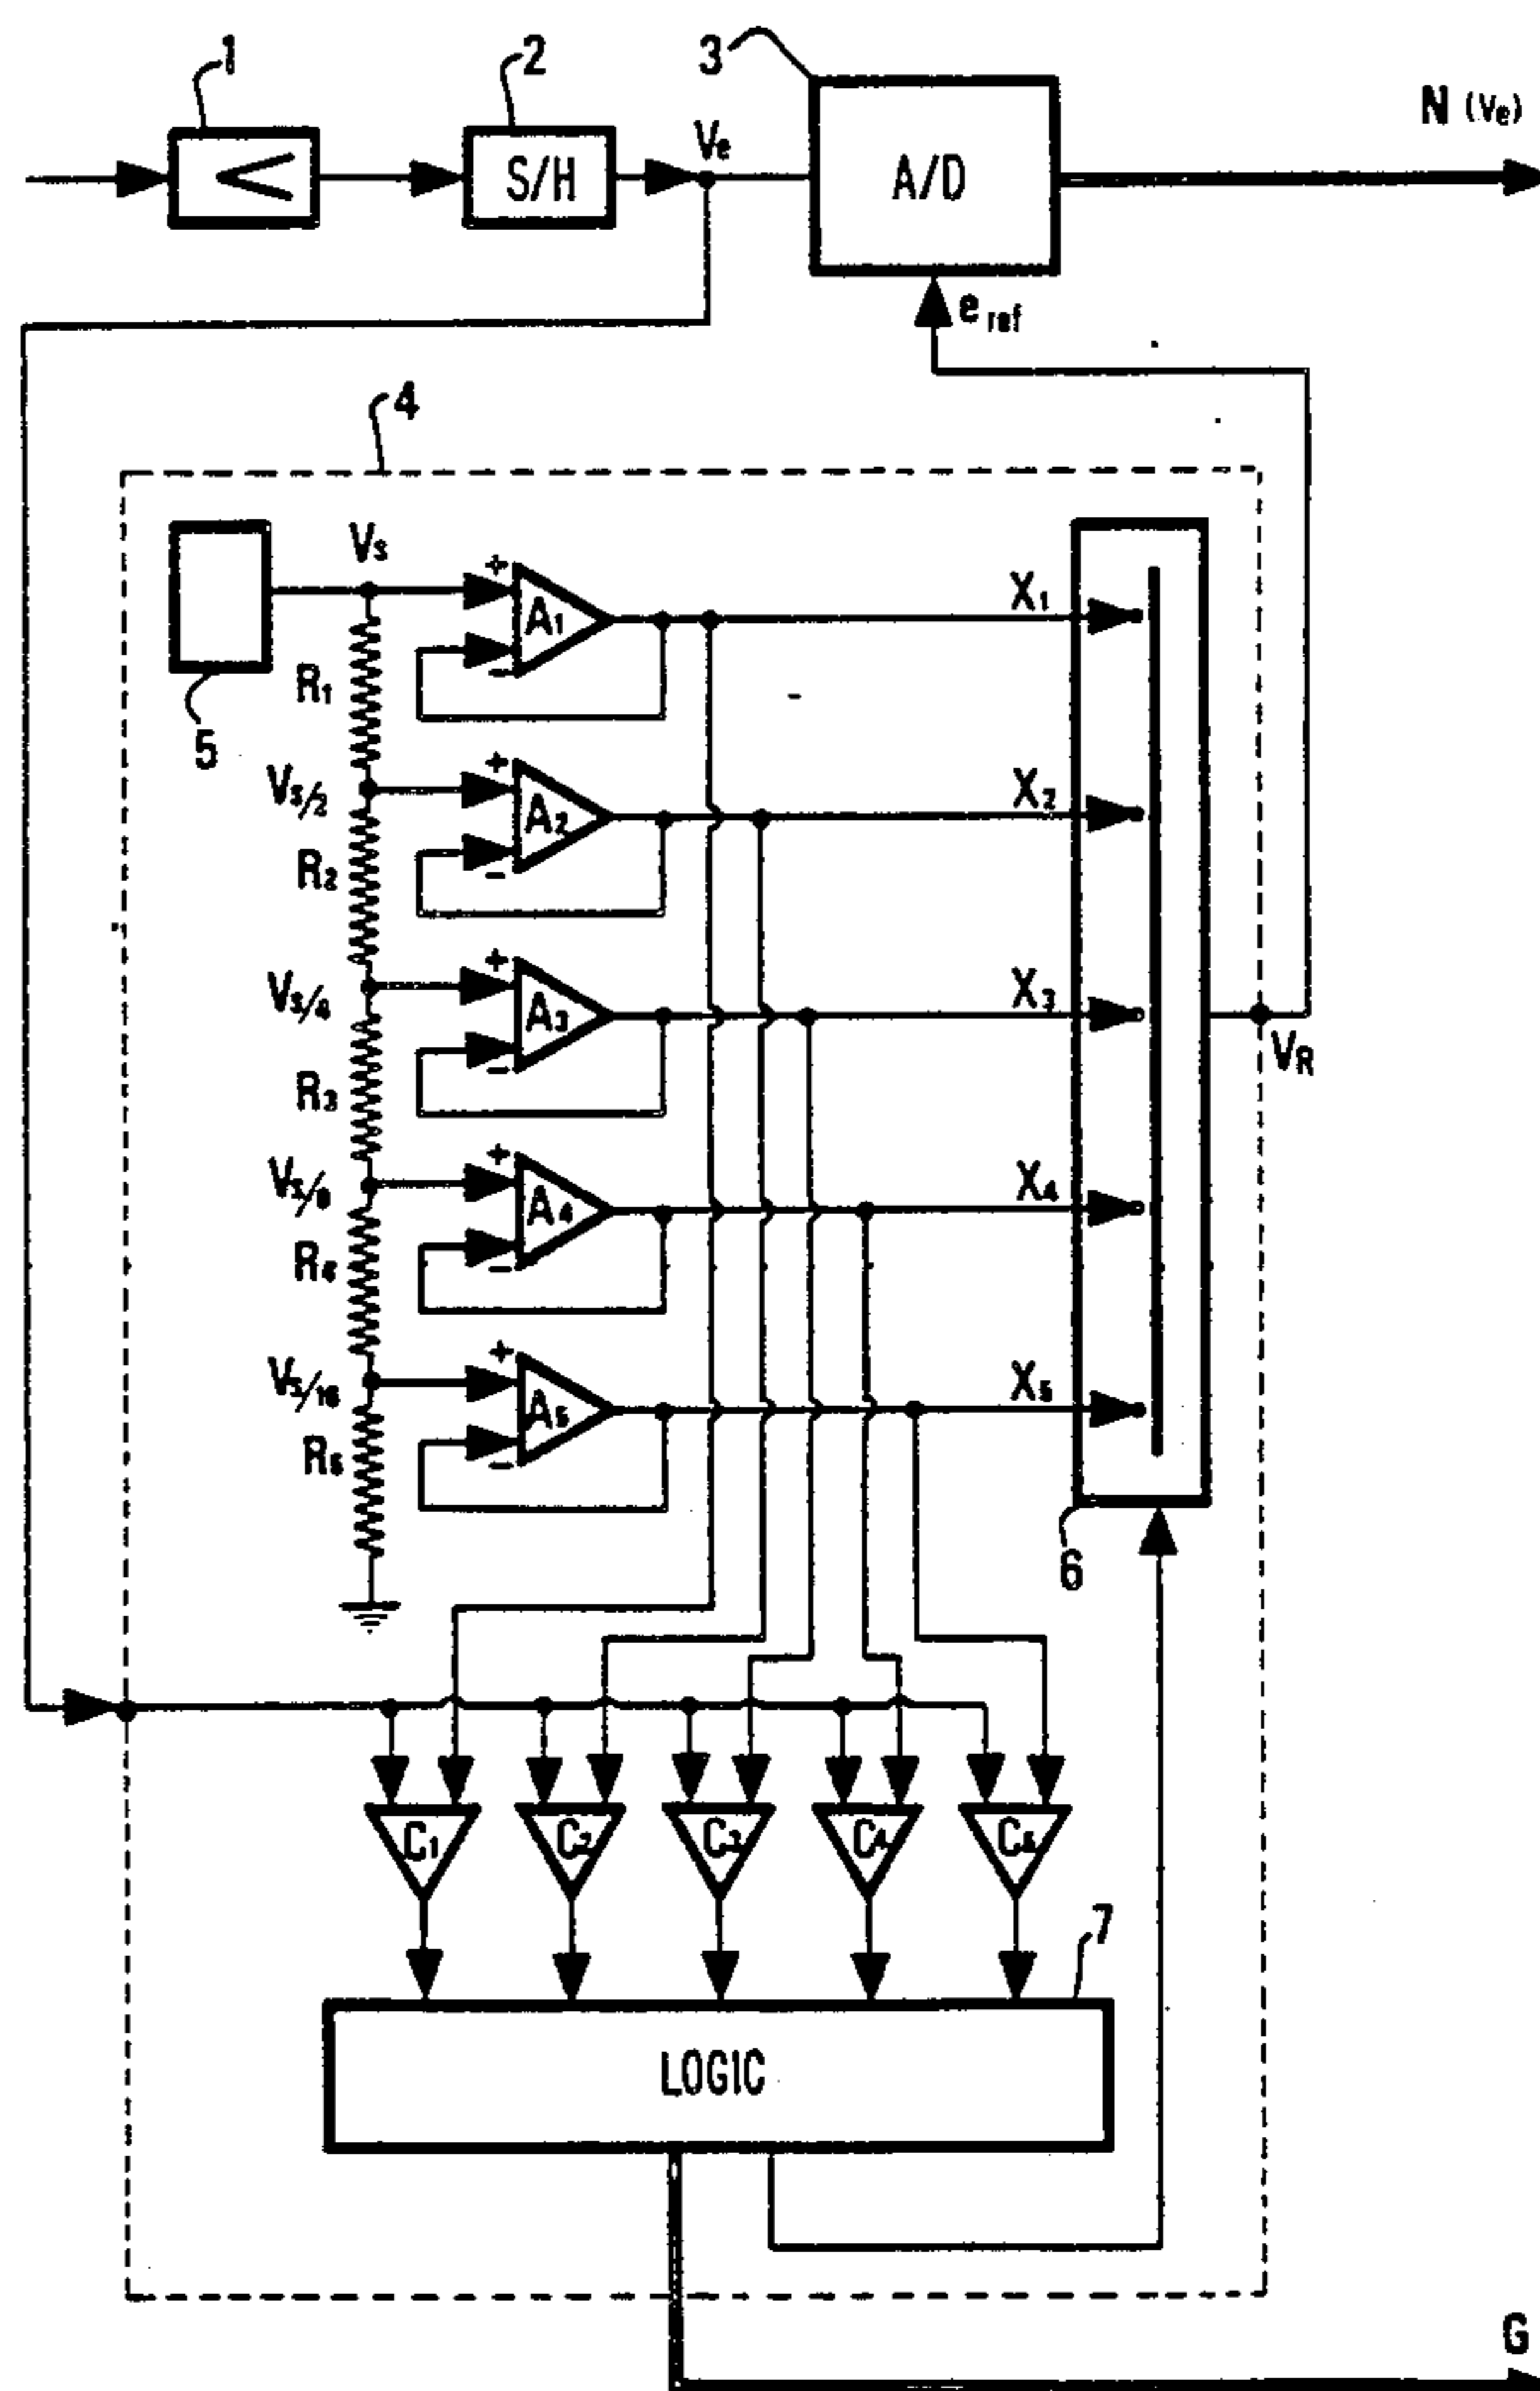 1
2
3
N (Ve)
S/H
Ve
A/D
e ref
4
Vs
+
A1
-
X1
R1
5
Vs/2
+
A2
-
X2
R2
Vs/4
+
A3
-
X3
VR
R3
Vs/8
+
A4
-
X4
R4
Vs/16
+
A5
-
X5
R5
6
C1
C2
C3
C4
C5
7
LOGIC
G